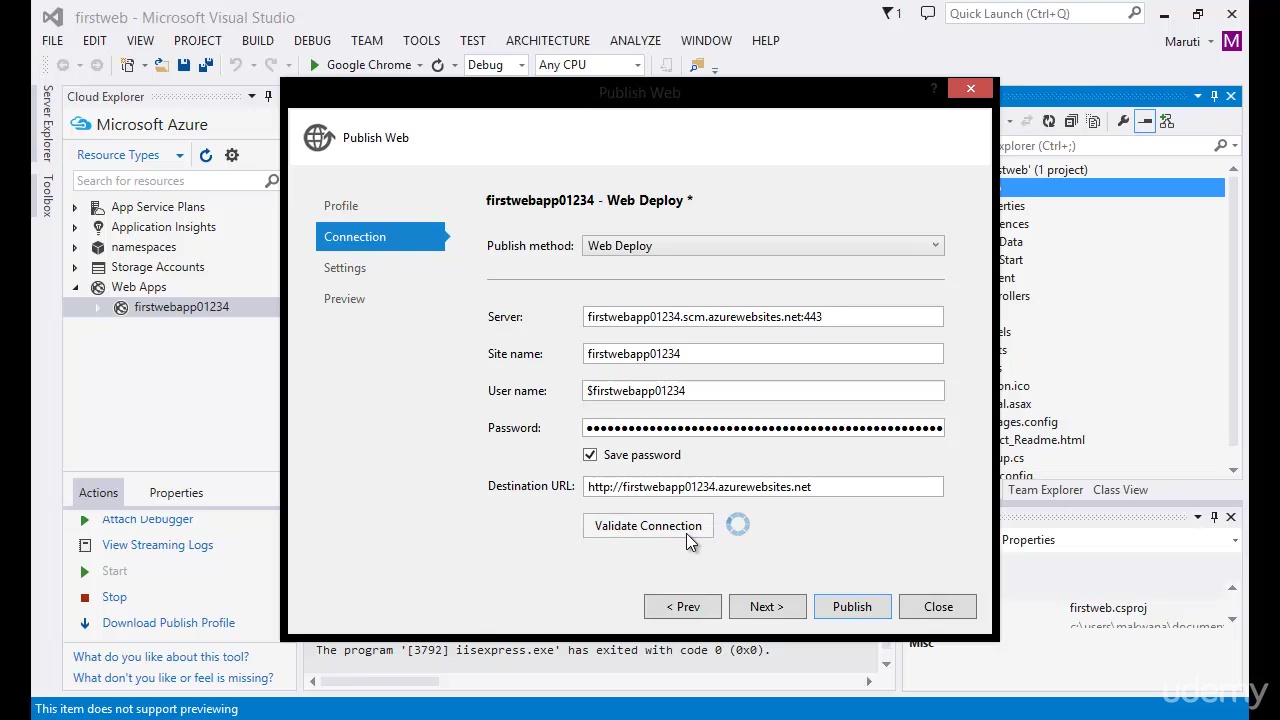 firstweb - Microsoft Visual Studio
1
Quick Launch (Ctrl+Q)
FILE EDIT VIEW PROJECT BUILD DEBUG TEAM TOOLS TEST ARCHITECTURE ANALYZE WINDOW HELP
Maruti M
Google Chrome Debug Any CPU
Server Explorer
Toolbox
Cloud Explorer
Microsoft Azure
Resource Types
Search for resources
App Service Plans
Application Insights
namespaces
Storage Accounts
Web Apps
firstwebapp01234
Actions Properties
Attach Debugger
View Streaming Logs
Start
Stop
Download Publish Profile
What do you like about this tool?
What don't you like or feel is missing?
Publish Web
?
Publish Web
Profile
Connection
Settings
Preview
firstwebapp01234 - Web Deploy *
Publish method: Web Deploy
Server: firstwebapp01234.scm.azurewebsites.net:443
Site name: firstwebapp01234
User name: $firstwebapp01234
Password:
Save password
Destination URL: http://firstwebapp01234.azurewebsites.net
Validate Connection
< Prev Next > Publish Close
The program '[3792] iisexpress.exe' has exited with code 0 (0x0).
xplorer (Ctrl+;)
stweb' (1 project)
erties
rences
Data
Start
ent
rollers
els
ts
on.ico
al.asax
ages.config
ct_Readme.html
up.cs
config
Team Explorer Class View
Properties
firstweb.csproj
c:\users\makwana\document
Misc
This item does not support previewing
udemy